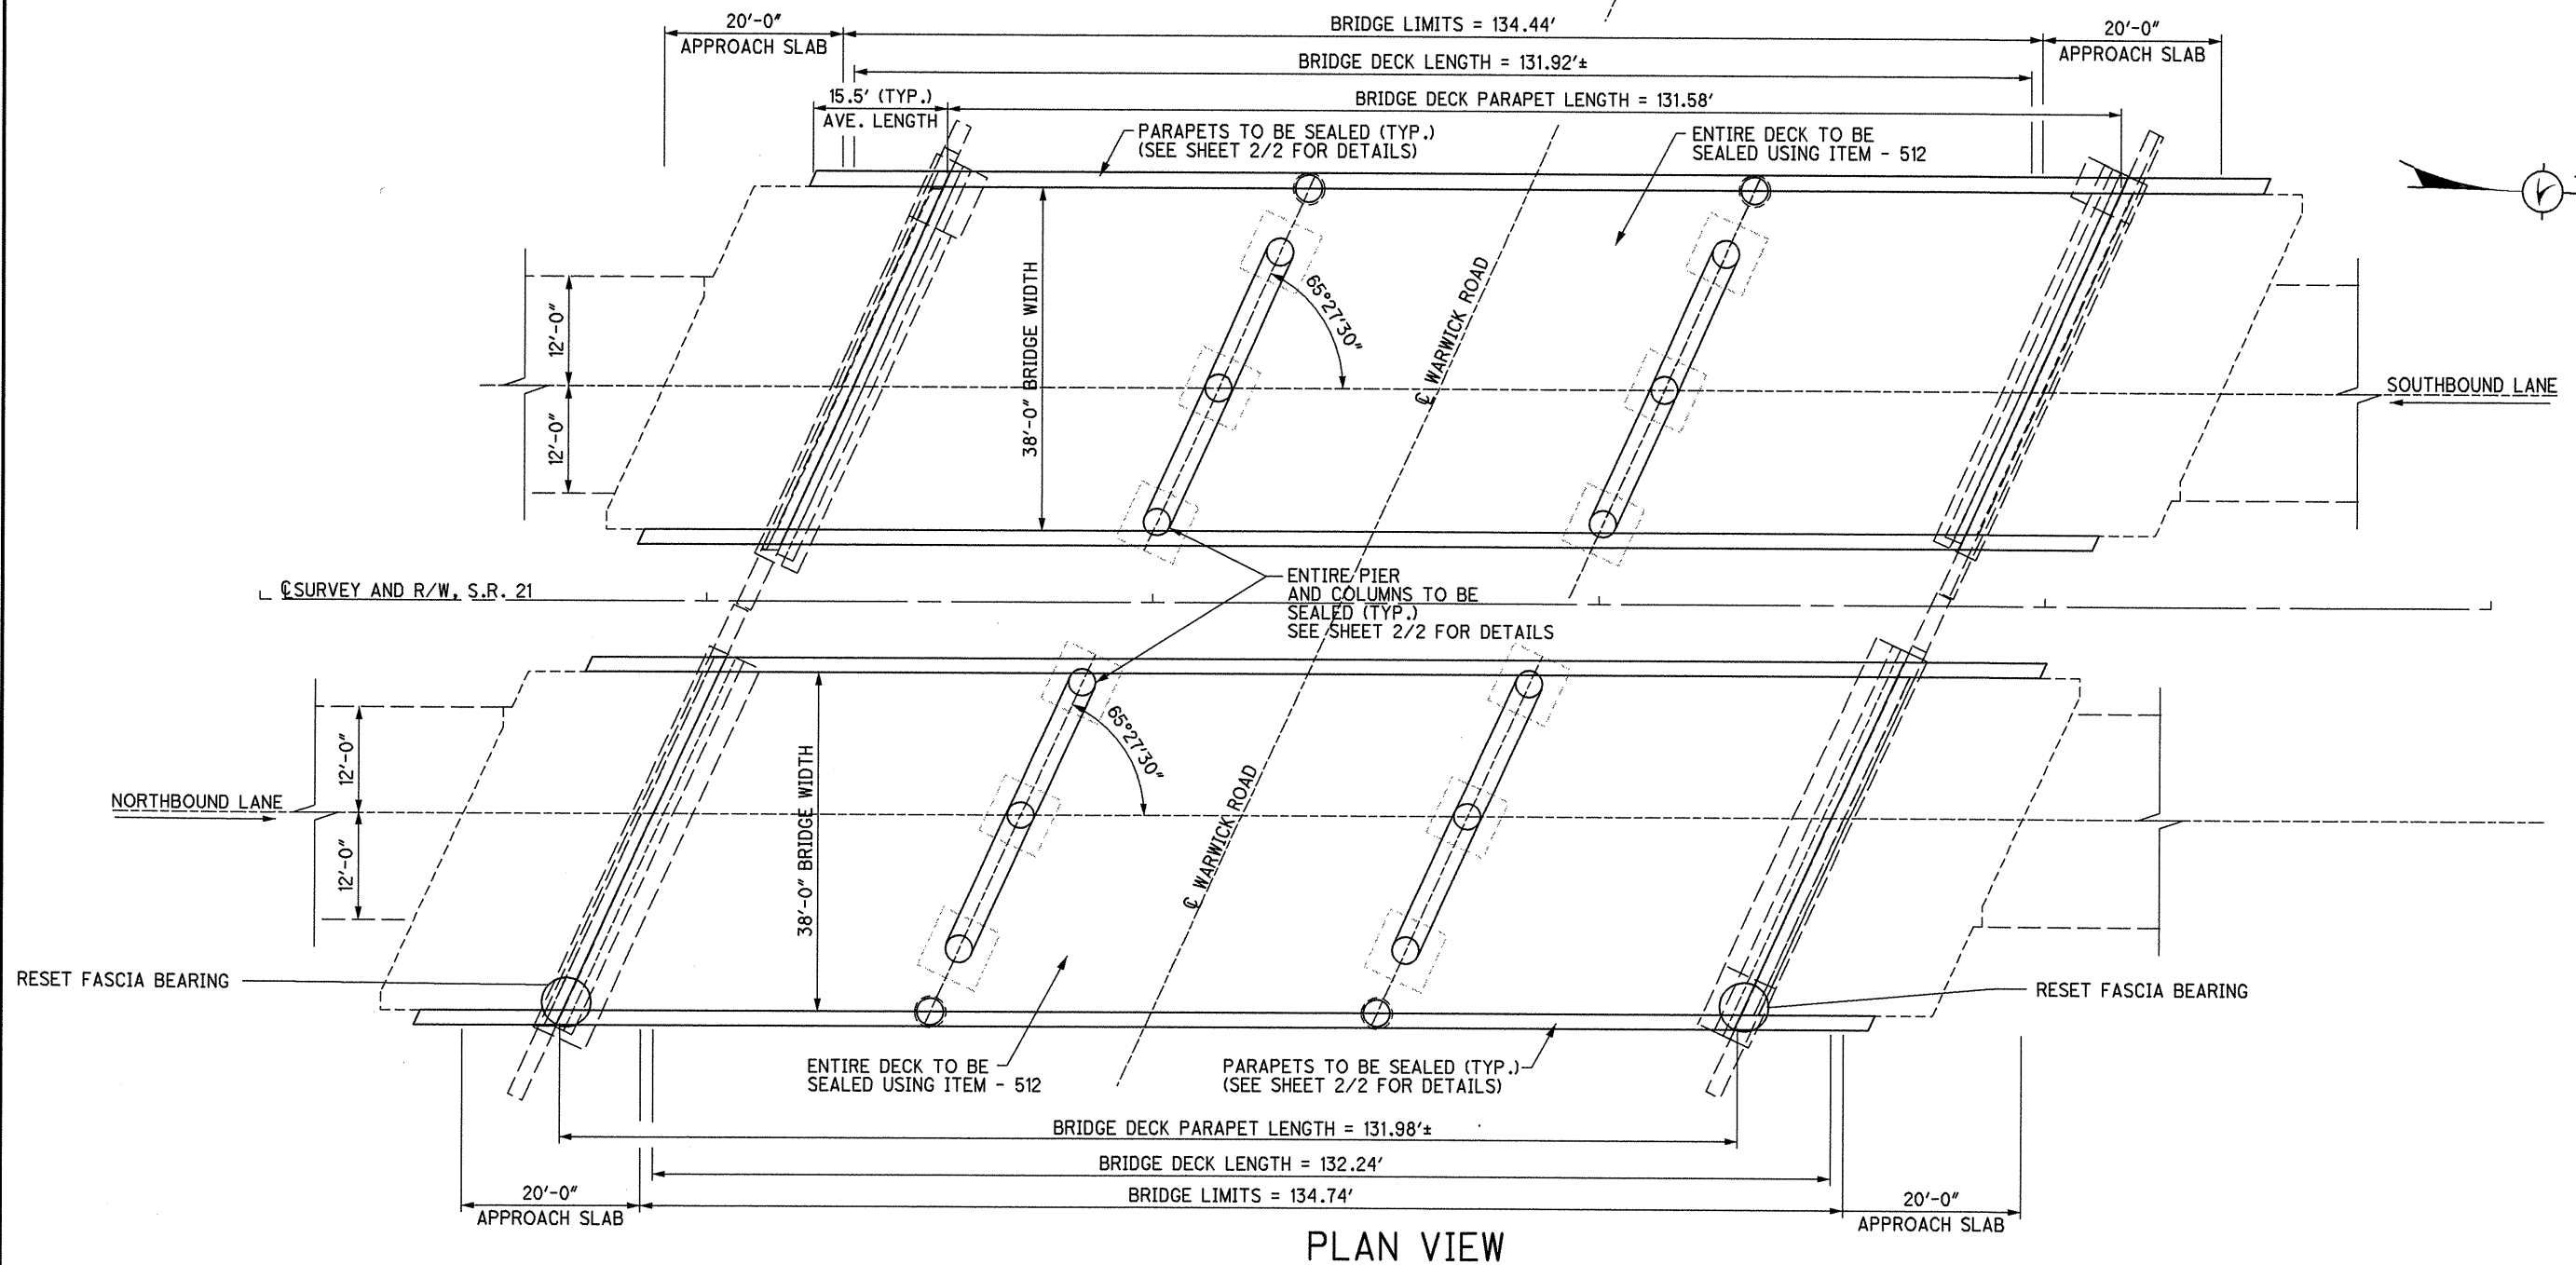 20'-0"
APPROACH SLAB
BRIDGE LIMITS = 134.44'
20'-0"
APPROACH SLAB
BRIDGE DECK LENGTH = 131.92'±
15.5' (TYP.)
AVE. LENGTH
BRIDGE DECK PARAPET LENGTH = 131.58'
PARAPETS TO BE SEALED (TYP.)
(SEE SHEET 2/2 FOR DETAILS)
ENTIRE DECK TO BE
SEALED USING ITEM - 512
12'-0"
12'-0"
38'-0" BRIDGE WIDTH
65°27'30"
℄ WARWICK ROAD
SOUTHBOUND LANE
℄ SURVEY AND R/W, S.R. 21
ENTIRE PIER
AND COLUMNS TO BE
SEALED (TYP.)
SEE SHEET 2/2 FOR DETAILS
12'-0"
12'-0"
NORTHBOUND LANE
38'-0" BRIDGE WIDTH
65°27'30"
℄ WARWICK ROAD
RESET FASCIA BEARING
RESET FASCIA BEARING
ENTIRE DECK TO BE
SEALED USING ITEM - 512
PARAPETS TO BE SEALED (TYP.)
(SEE SHEET 2/2 FOR DETAILS)
BRIDGE DECK PARAPET LENGTH = 131.98'±
BRIDGE DECK LENGTH = 132.24'
20'-0"
APPROACH SLAB
BRIDGE LIMITS = 134.74'
20'-0"
APPROACH SLAB
PLAN VIEW